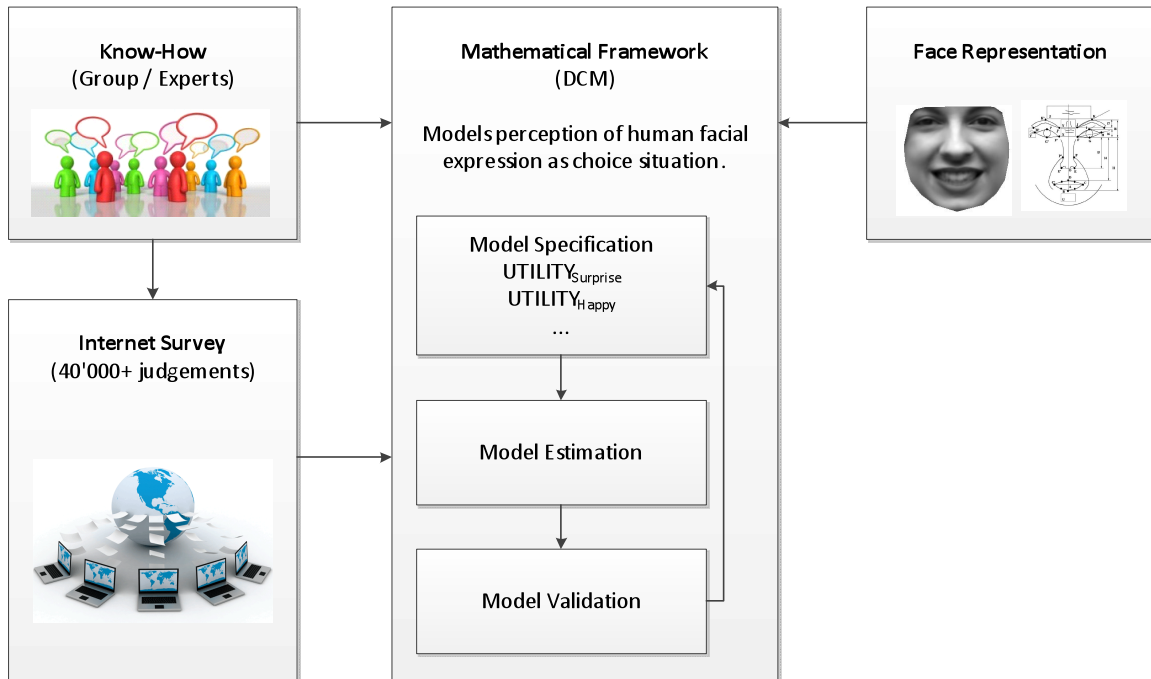 Know-How
(Group / Experts)
Mathematical Framework
(DCM)
Models perception of human facial
expression as choice situation.
Face Representation
Model Specification
UTILITYSurprise
UTILITYHappy
...
Internet Survey
(40'000+ judgements)
Model Estimation
Model Validation